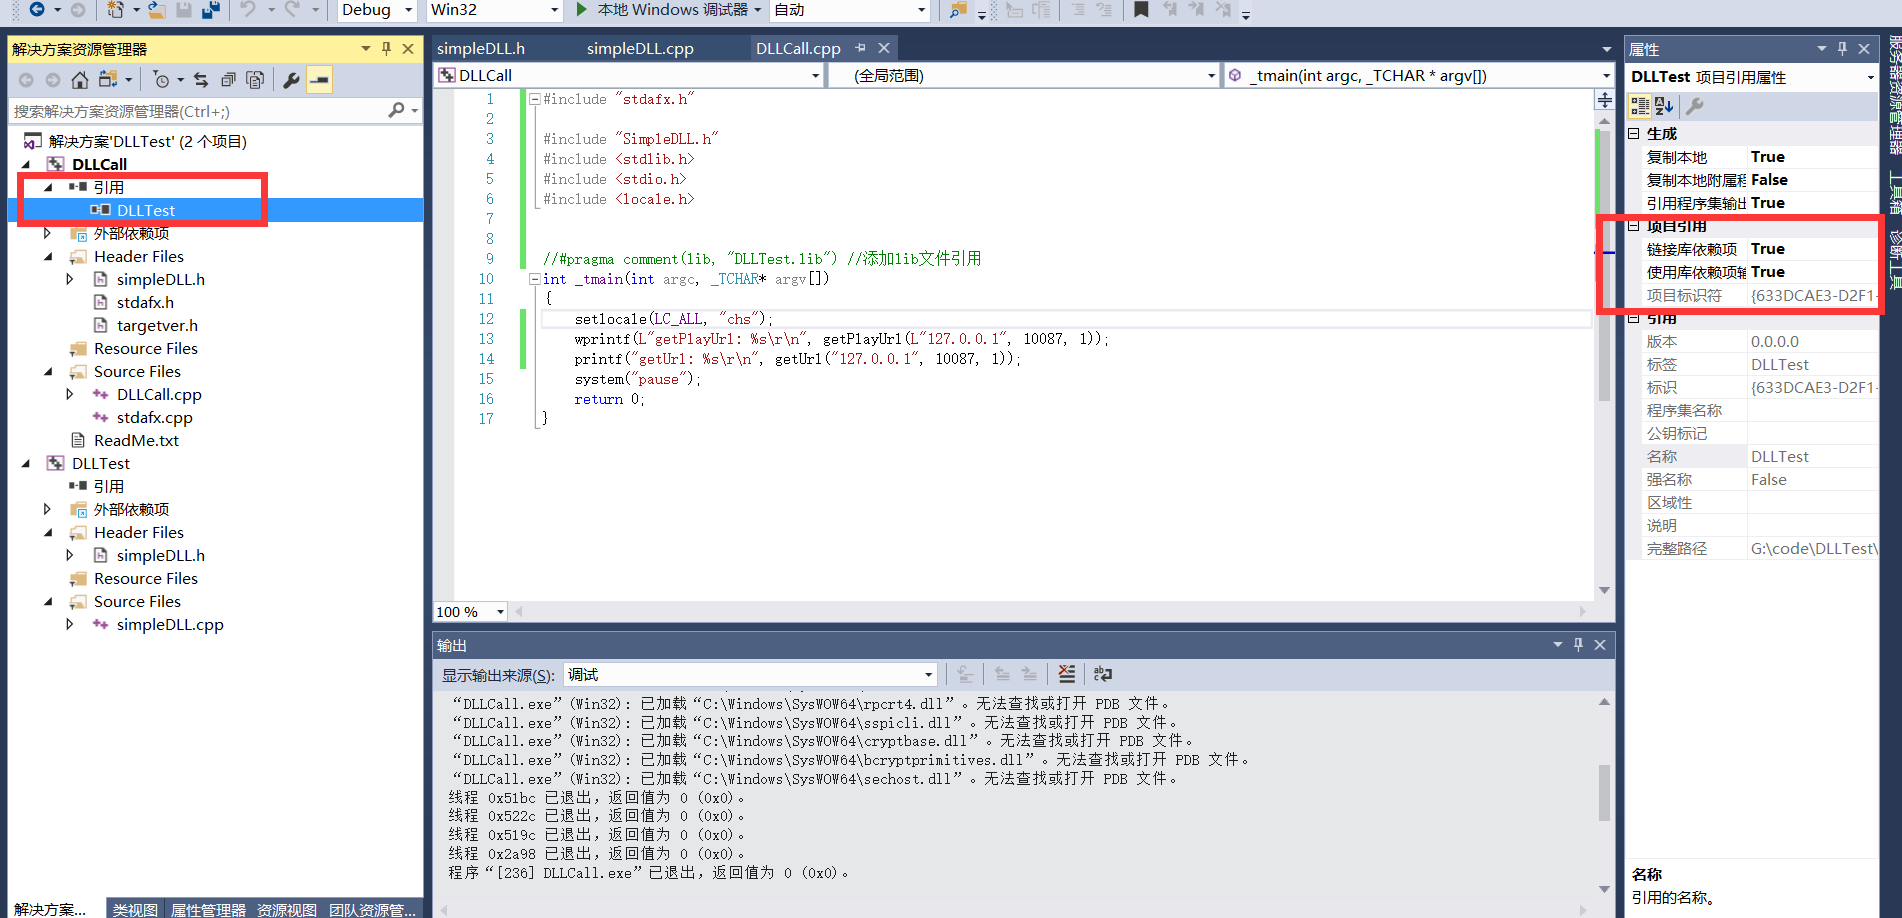 Debug
Win32
本地 Windows 调试器
自动
解决方案资源管理器
搜索解决方案资源管理器(Ctrl+;)
解决方案'DLLTest' (2 个项目)
DLLCall
引用
DLLTest
外部依赖项
Header Files
simpleDLL.h
stdafx.h
targetver.h
Resource Files
Source Files
DLLCall.cpp
stdafx.cpp
ReadMe.txt
DLLTest
引用
外部依赖项
Header Files
simpleDLL.h
Resource Files
Source Files
simpleDLL.cpp
解决方案...
类视图
属性管理器
资源视图
团队资源管...
simpleDLL.h
simpleDLL.cpp
DLLCall.cpp
DLLCall
(全局范围)
_tmain(int argc, _TCHAR * argv[])
1 #include "stdafx.h"
2
3 #include "SimpleDLL.h"
4 #include <stdlib.h>
5 #include <stdio.h>
6 #include <locale.h>
7
8
9 //#pragma comment(lib, "DLLTest.lib") //添加lib文件引用
10 int _tmain(int argc, _TCHAR* argv[])
11 {
12 setlocale(LC_ALL, "chs");
13 wprintf(L"getPlayUrl: %s\r\n", getPlayUrl(L"127.0.0.1", 10087, 1));
14 printf("getUrl: %s\r\n", getUrl("127.0.0.1", 10087, 1));
15 system("pause");
16 return 0;
17 }
100 %
输出
显示输出来源(S):
调试
“DLLCall.exe”(Win32): 已加载“C:\Windows\SysWOW64\rpcrt4.dll”。无法查找或打开 PDB 文件。
“DLLCall.exe”(Win32): 已加载“C:\Windows\SysWOW64\sspicli.dll”。无法查找或打开 PDB 文件。
“DLLCall.exe”(Win32): 已加载“C:\Windows\SysWOW64\cryptbase.dll”。无法查找或打开 PDB 文件。
“DLLCall.exe”(Win32): 已加载“C:\Windows\SysWOW64\bcryptprimitives.dll”。无法查找或打开 PDB 文件。
“DLLCall.exe”(Win32): 已加载“C:\Windows\SysWOW64\sechost.dll”。无法查找或打开 PDB 文件。
线程 0x51bc 已退出，返回值为 0 (0x0)。
线程 0x522c 已退出，返回值为 0 (0x0)。
线程 0x519c 已退出，返回值为 0 (0x0)。
线程 0x2a98 已退出，返回值为 0 (0x0)。
程序“[236] DLLCall.exe”已退出，返回值为 0 (0x0)。
属性
DLLTest 项目引用属性
生成
复制本地 True
复制本地附属程 False
引用程序集输出 True
项目引用
链接库依赖项 True
使用库依赖项输 True
项目标识符 {633DCAE3-D2F1-
引用
版本 0.0.0.0
标签 DLLTest
标识 {633DCAE3-D2F1-
程序集名称
公钥标记
名称 DLLTest
强名称 False
区域性
说明
完整路径 G:\code\DLLTest\
名称
引用的名称。
服务器资源管理器
工具箱
诊断工具